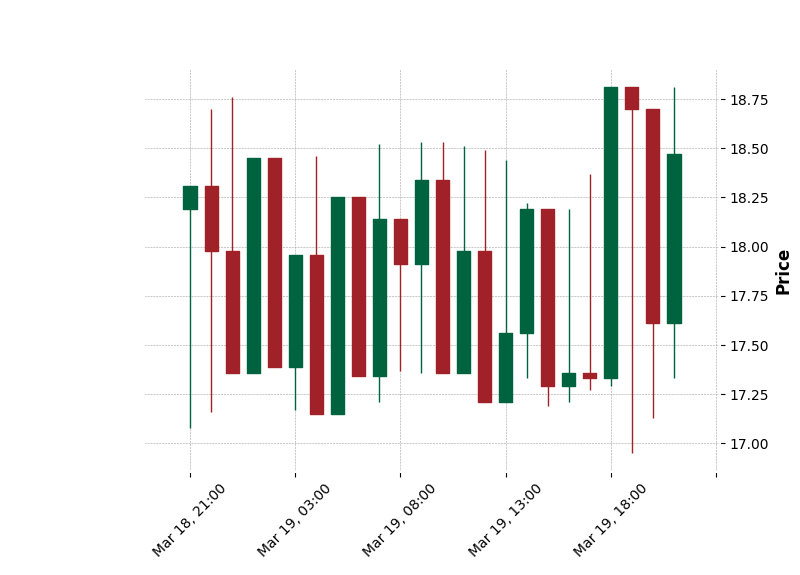 18.75
18.50
18.25
18.00
17.75
17.50
17.25
17.00
Price
Mar 18, 21:00
Mar 19, 03:00
Mar 19, 08:00
Mar 19, 13:00
Mar 19, 18:00